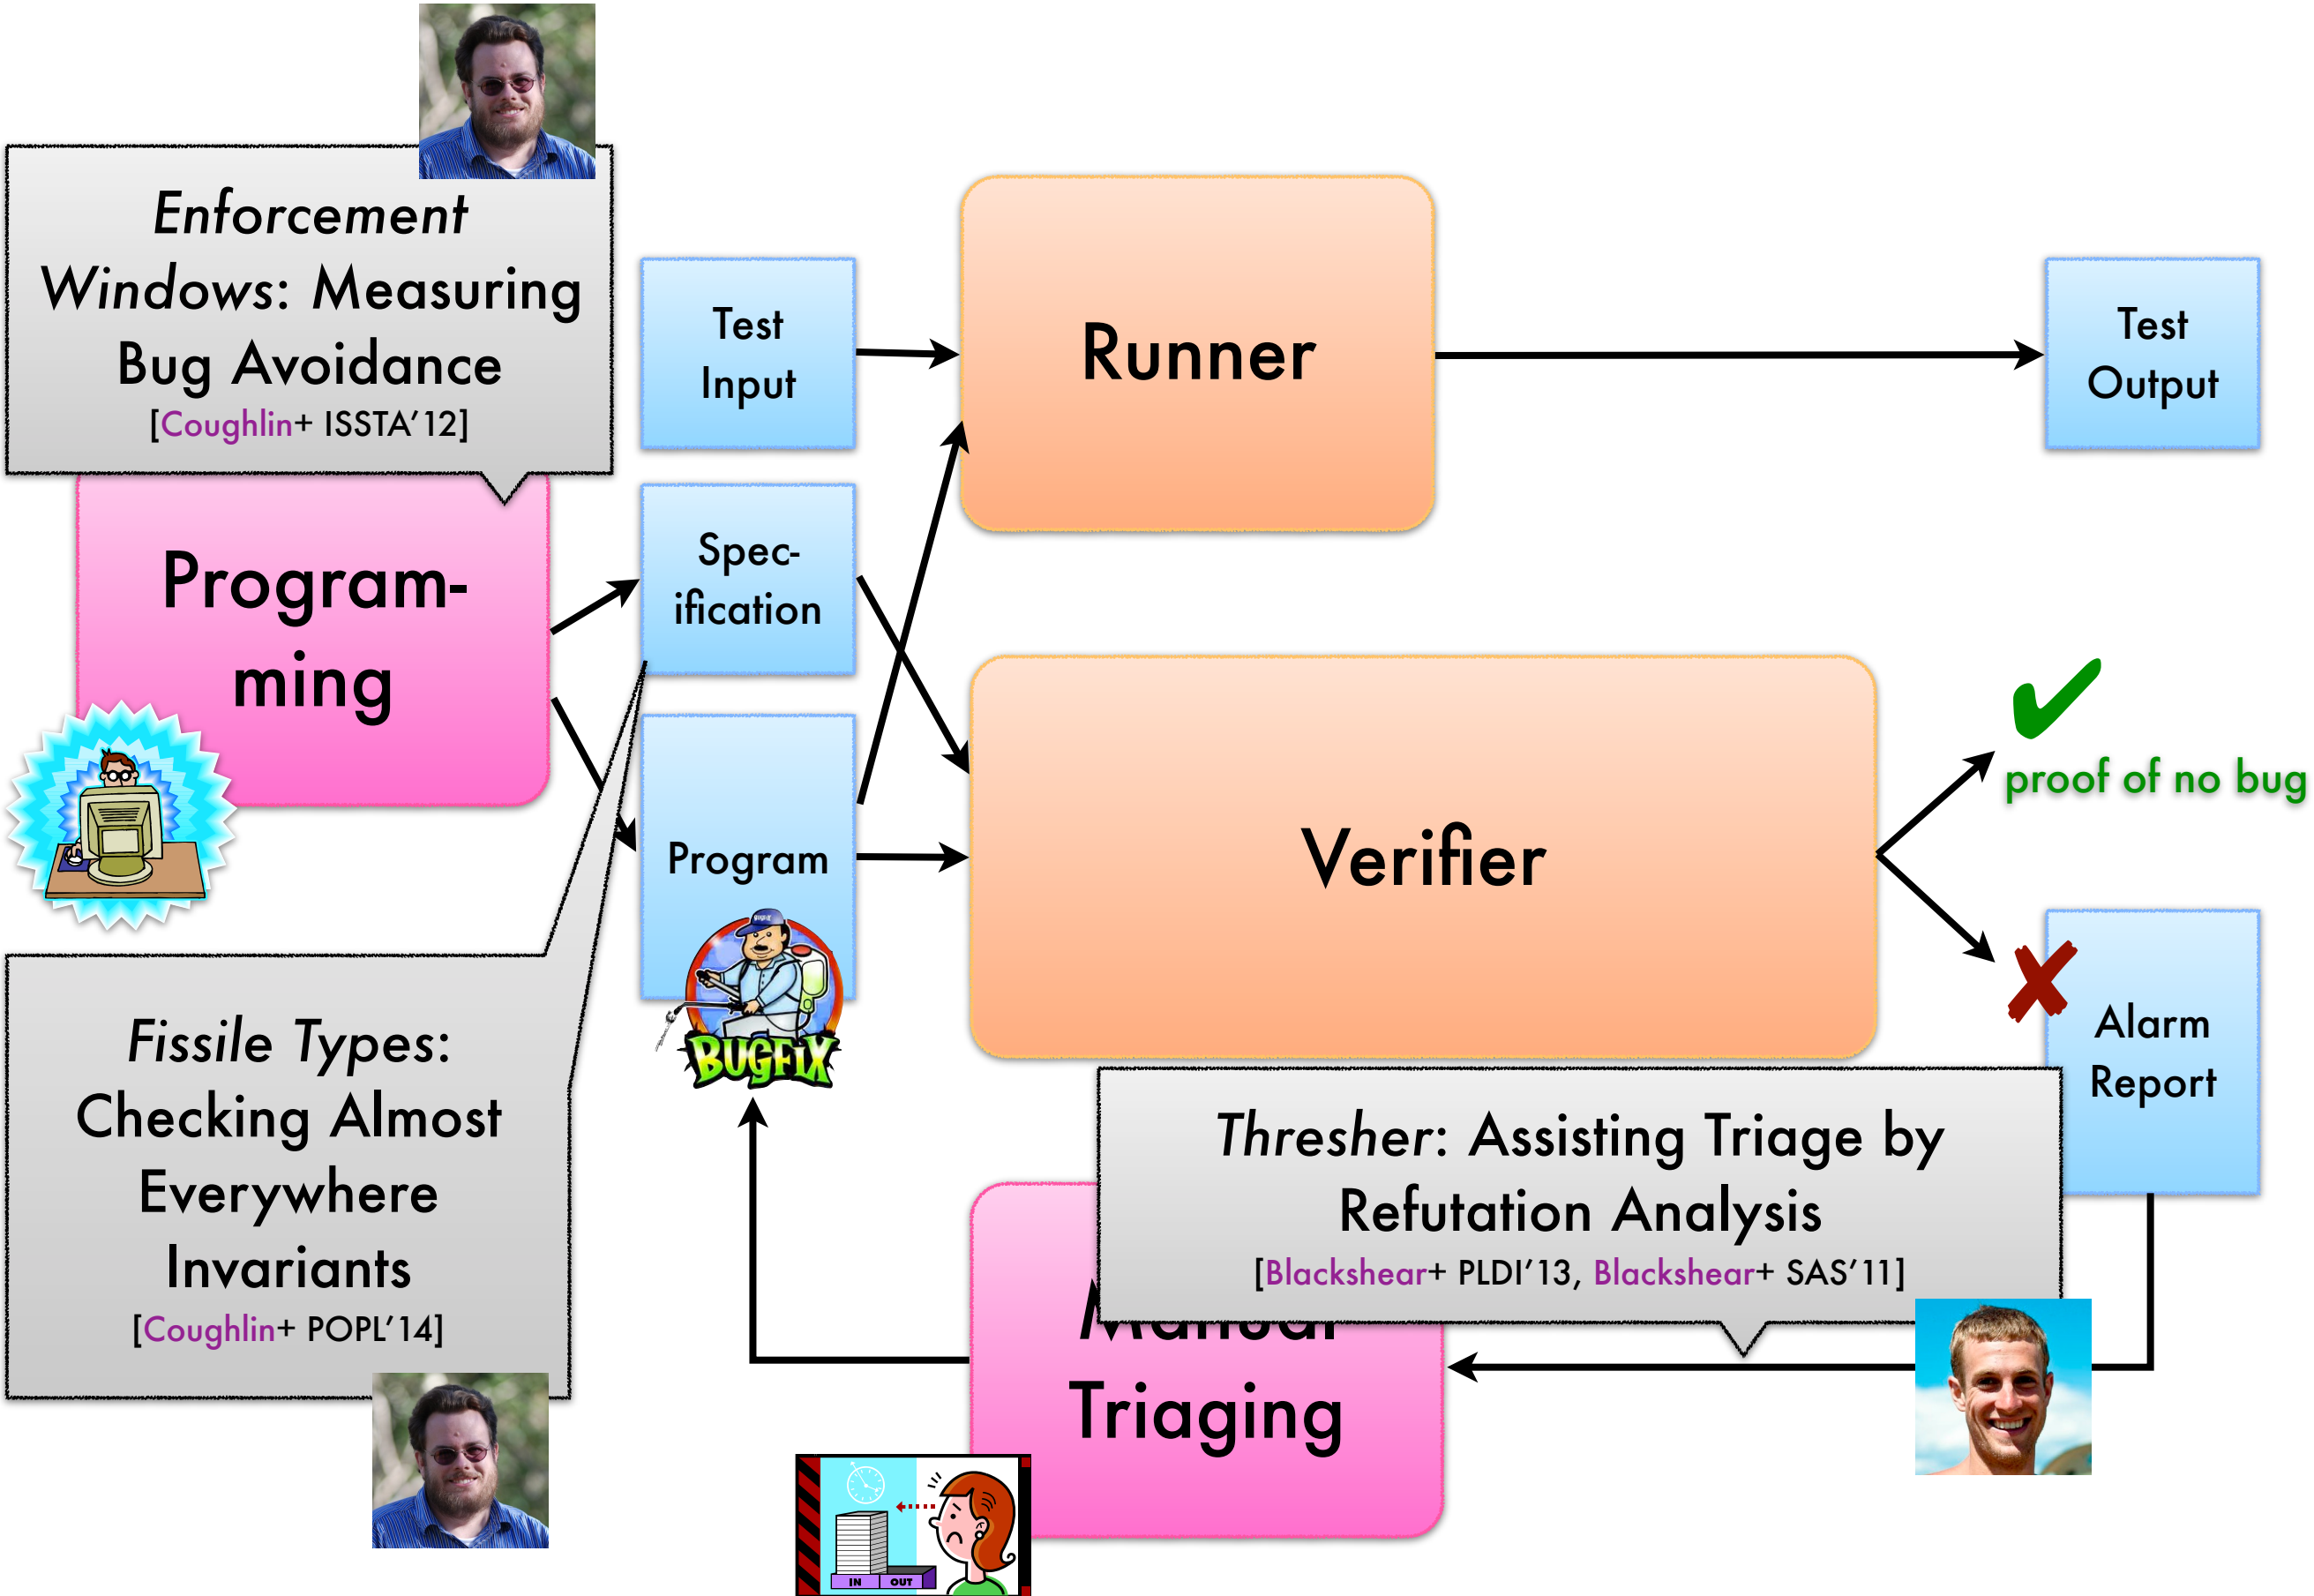 Enforcement
Windows: Measuring
Bug Avoidance
[Coughlin+ ISSTA'12]
Test
Input
Runner
Test
Output
Program-
ming
Spec-
ification
Program
BUGFIX
Verifier
proof of no bug
Alarm
Report
Fissile Types:
Checking Almost
Everywhere
Invariants
[Coughlin+ POPL'14]
Thresher: Assisting Triage by
Refutation Analysis
[Blackshear+ PLDI'13, Blackshear+ SAS'11]
Manual
Triaging
IN OUT